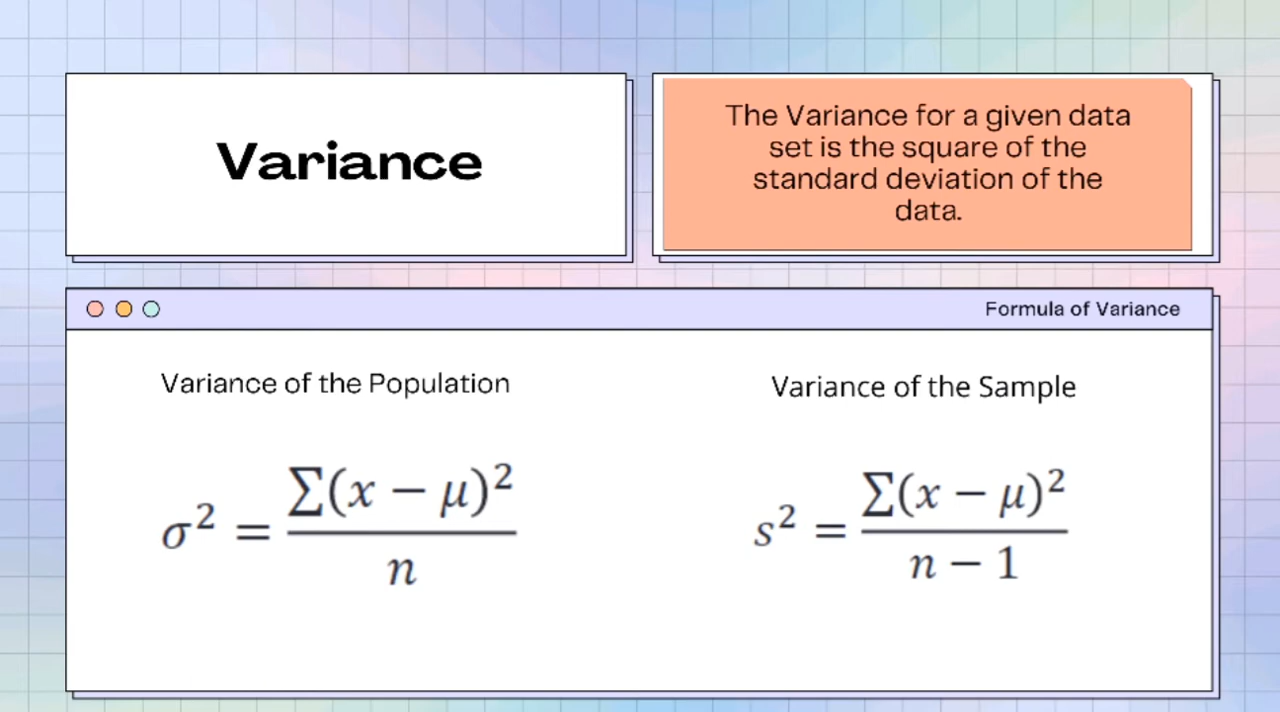 Variance
The Variance for a given data
set is the square of the
standard deviation of the
data.
Formula of Variance
Variance of the Population
σ² = ∑(x − μ)² / n
Variance of the Sample
s² = ∑(x − μ)² / n − 1